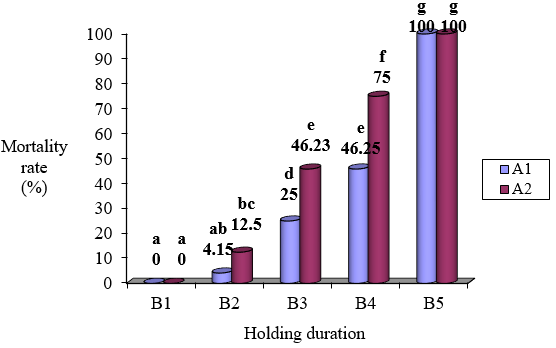 g g
100 100
100
f
90
75
80
70
e e
60
46.23 46.25
Mortality
50
rate
d
40
(%)
25
30
bc
ab
20
12.5
4.15
10
a a
0 0
0
A1
A2
B1 B2 B3 B4 B5
Holding duration